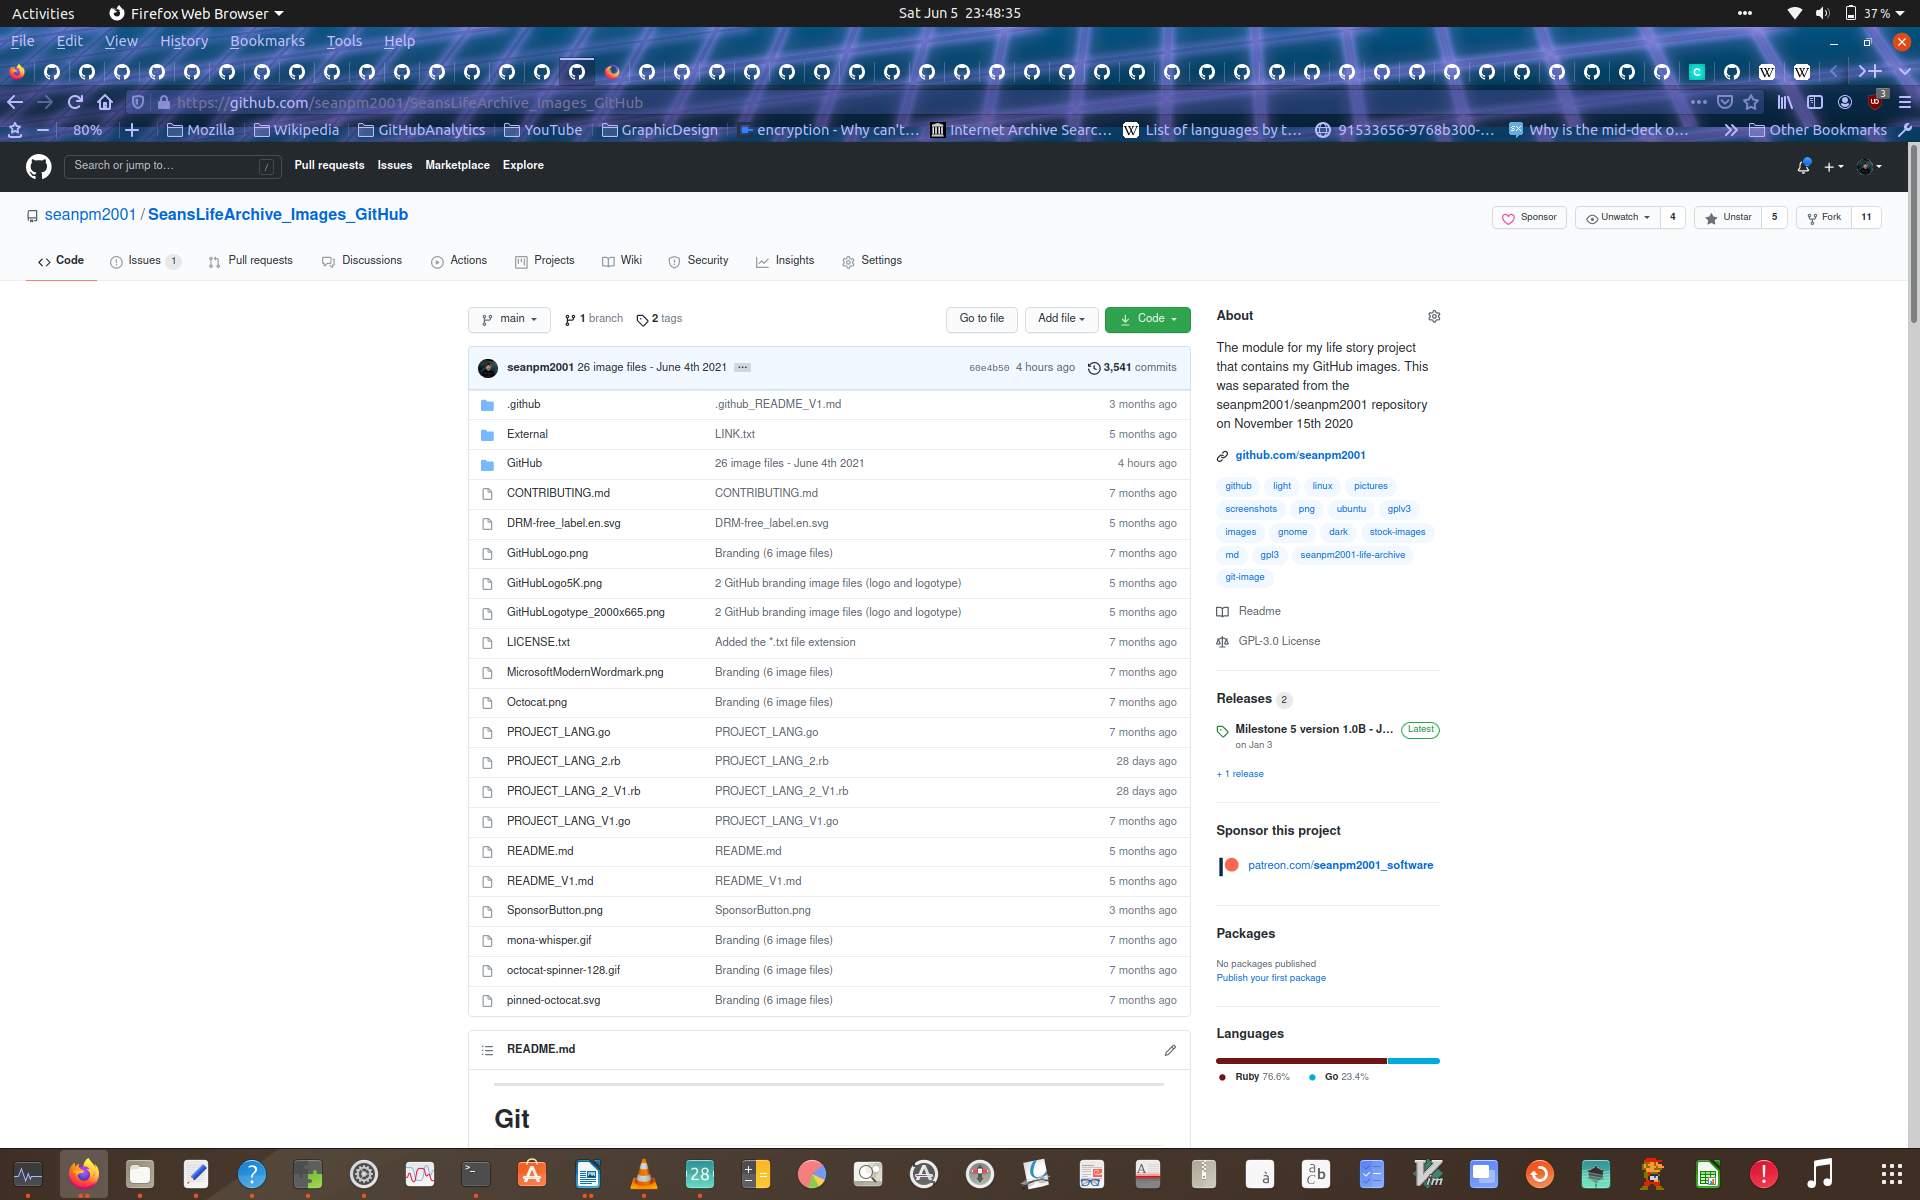 Activities Firefox Web Browser Sat Jun 5 23:48:35 37 %
File Edit View History Bookmarks Tools Help
https://github.com/seanpm2001/SeansLifeArchive_Images_GitHub 3
80% Mozilla Wikipedia GitHubAnalytics YouTube GraphicDesign encryption - Why can't… Internet Archive Searc… List of languages by t… 91533656-9768b300-… Why is the mid-deck o… Other Bookmarks
Search or jump to… / Pull requests Issues Marketplace Explore
seanpm2001 / SeansLifeArchive_Images_GitHub Sponsor Unwatch 4 Unstar 5 Fork 11
Code Issues 1 Pull requests Discussions Actions Projects Wiki Security Insights Settings
main 1 branch 2 tags Go to file Add file Code
seanpm2001 26 image files - June 4th 2021 60e4b50 4 hours ago 3,541 commits
.github .github_README_V1.md 3 months ago
External LINK.txt 5 months ago
GitHub 26 image files - June 4th 2021 4 hours ago
CONTRIBUTING.md CONTRIBUTING.md 7 months ago
DRM-free_label.en.svg DRM-free_label.en.svg 5 months ago
GitHubLogo.png Branding (6 image files) 7 months ago
GitHubLogo5K.png 2 GitHub branding image files (logo and logotype) 5 months ago
GitHubLogotype_2000x665.png 2 GitHub branding image files (logo and logotype) 5 months ago
LICENSE.txt Added the *.txt file extension 7 months ago
MicrosoftModernWordmark.png Branding (6 image files) 7 months ago
Octocat.png Branding (6 image files) 7 months ago
PROJECT_LANG.go PROJECT_LANG.go 7 months ago
PROJECT_LANG_2.rb PROJECT_LANG_2.rb 28 days ago
PROJECT_LANG_2_V1.rb PROJECT_LANG_2_V1.rb 28 days ago
PROJECT_LANG_V1.go PROJECT_LANG_V1.go 7 months ago
README.md README.md 5 months ago
README_V1.md README_V1.md 5 months ago
SponsorButton.png SponsorButton.png 3 months ago
mona-whisper.gif Branding (6 image files) 7 months ago
octocat-spinner-128.gif Branding (6 image files) 7 months ago
pinned-octocat.svg Branding (6 image files) 7 months ago
README.md
Git
About
The module for my life story project
that contains my GitHub images. This
was separated from the
seanpm2001/seanpm2001 repository
on November 15th 2020
github.com/seanpm2001
github light linux pictures
screenshots png ubuntu gplv3
images gnome dark stock-images
md gpl3 seanpm2001-life-archive
git-image
Readme
GPL-3.0 License
Releases 2
Milestone 5 version 1.0B - J… Latest
on Jan 3
+ 1 release
Sponsor this project
patreon.com/seanpm2001_software
Packages
No packages published
Publish your first package
Languages
Ruby 76.6% Go 23.4%
28